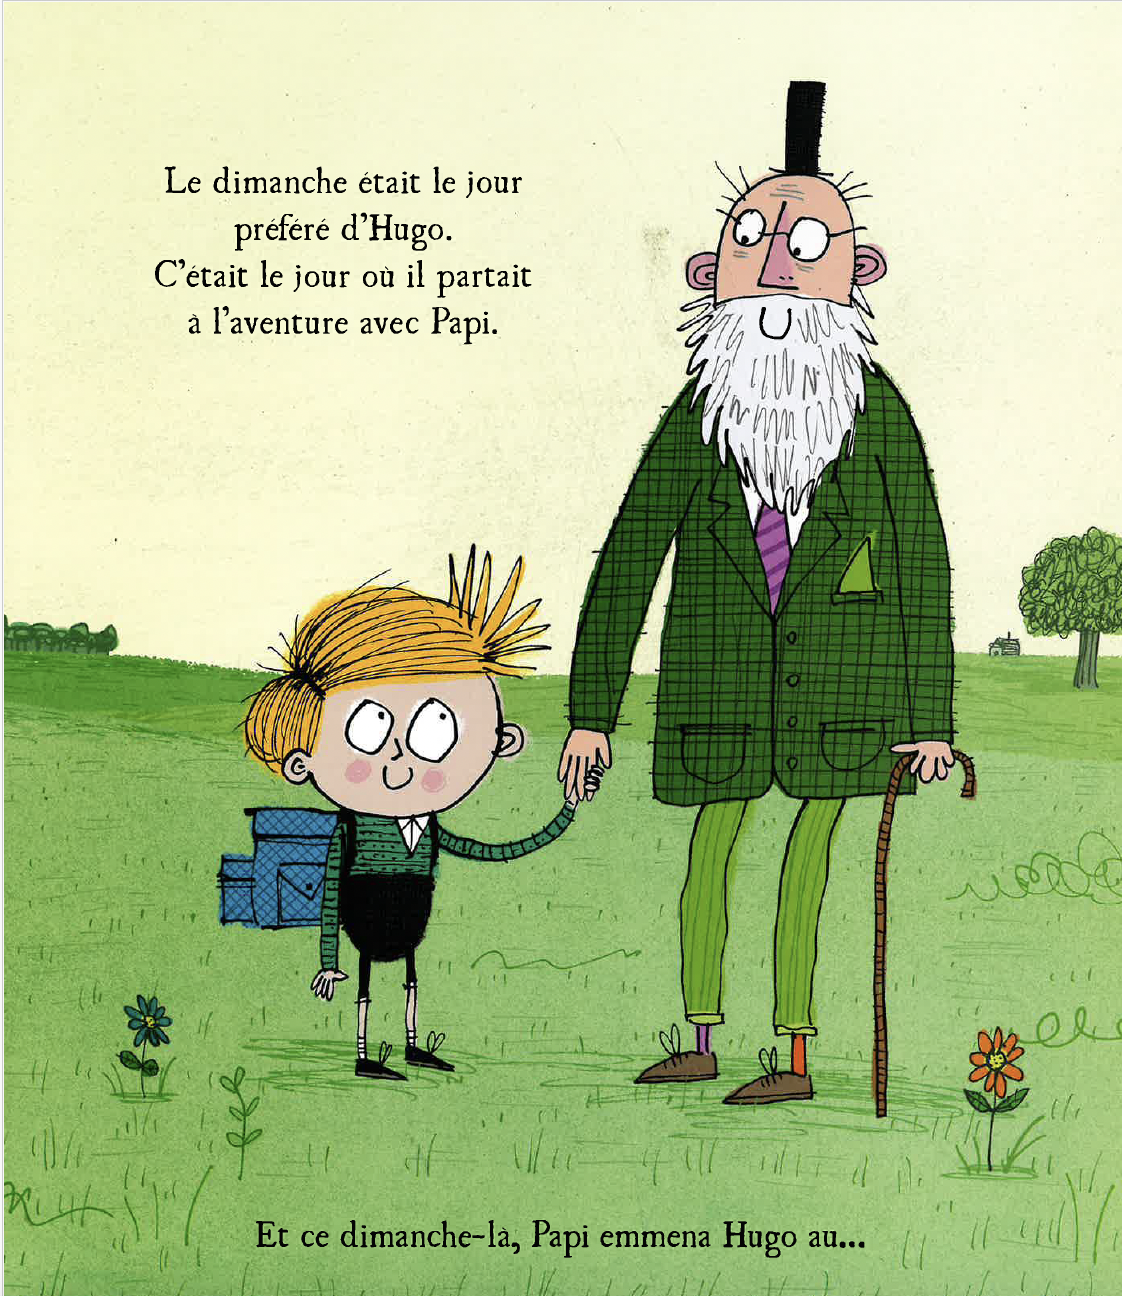 Le dimanche était le jour
préféré d'Hugo.
C'était le jour où il partait
à l'aventure avec Papi.
Et ce dimanche-là, Papi emmena Hugo au...